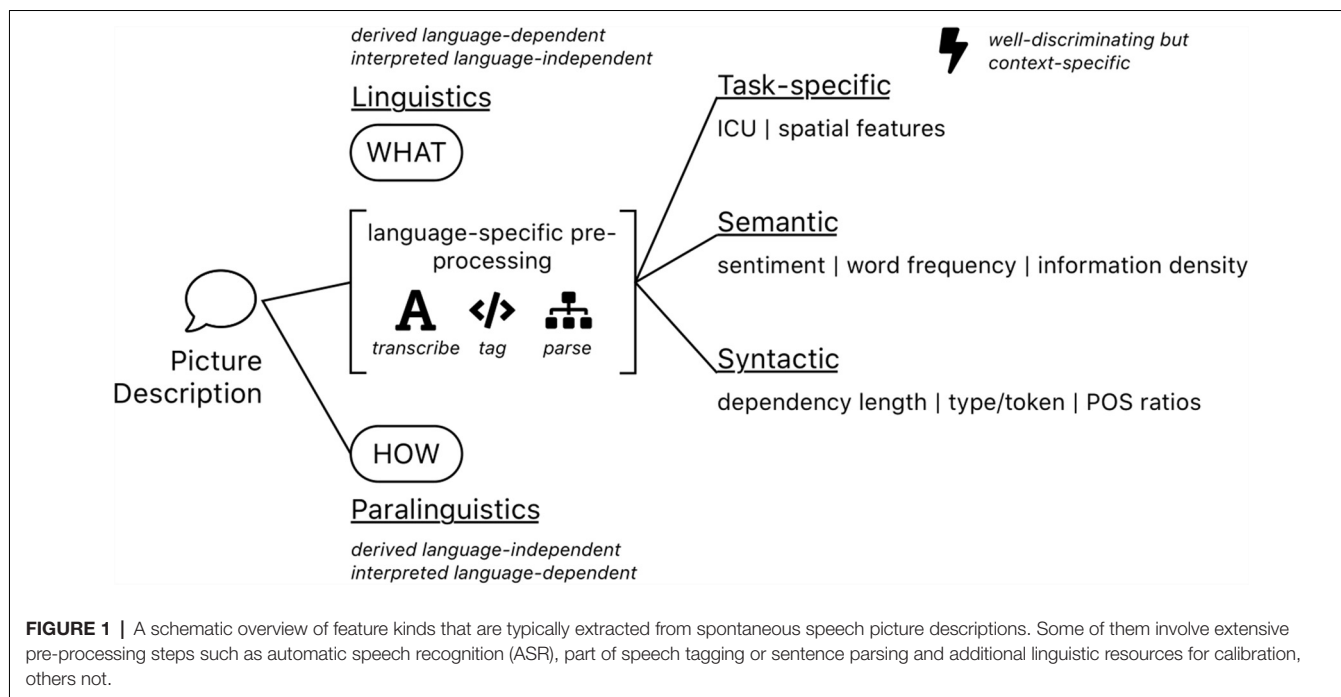 derived language-dependent
interpreted language-independent
Linguistics
WHAT
language-specific pre-
processing
A
transcribe tag parse
</>
Picture
Description
HOW
Paralinguistics
derived language-independent
interpreted language-dependent
well-discriminating but
context-specific
Task-specific
ICU | spatial features
Semantic
sentiment | word frequency | information density
Syntactic
dependency length | type/token | POS ratios
FIGURE 1 | A schematic overview of feature kinds that are typically extracted from spontaneous speech picture descriptions. Some of them involve extensive
pre-processing steps such as automatic speech recognition (ASR), part of speech tagging or sentence parsing and additional linguistic resources for calibration,
others not.